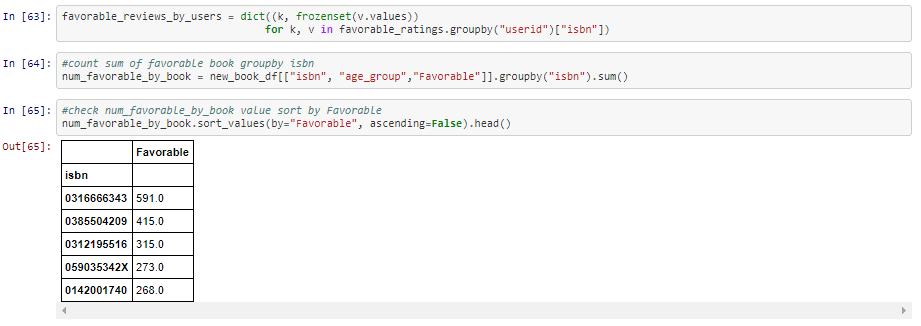 In [63]: favorable_reviews_by_users = dict((k, frozenset(v.values))
for k, v in favorable_ratings.groupby("userid")["isbn"])
In [64]: #count sum of favorable book groupby isbn
num_favorable_by_book = new_book_df[["isbn", "age_group","Favorable"]].groupby("isbn").sum()
In [65]: #check num_favorable_by_book value sort by Favorable
num_favorable_by_book.sort_values(by="Favorable", ascending=False).head()
Out[65]:
Favorable
isbn
0316666343 591.0
0385504209 415.0
0312195516 315.0
059035342X 273.0
0142001740 268.0